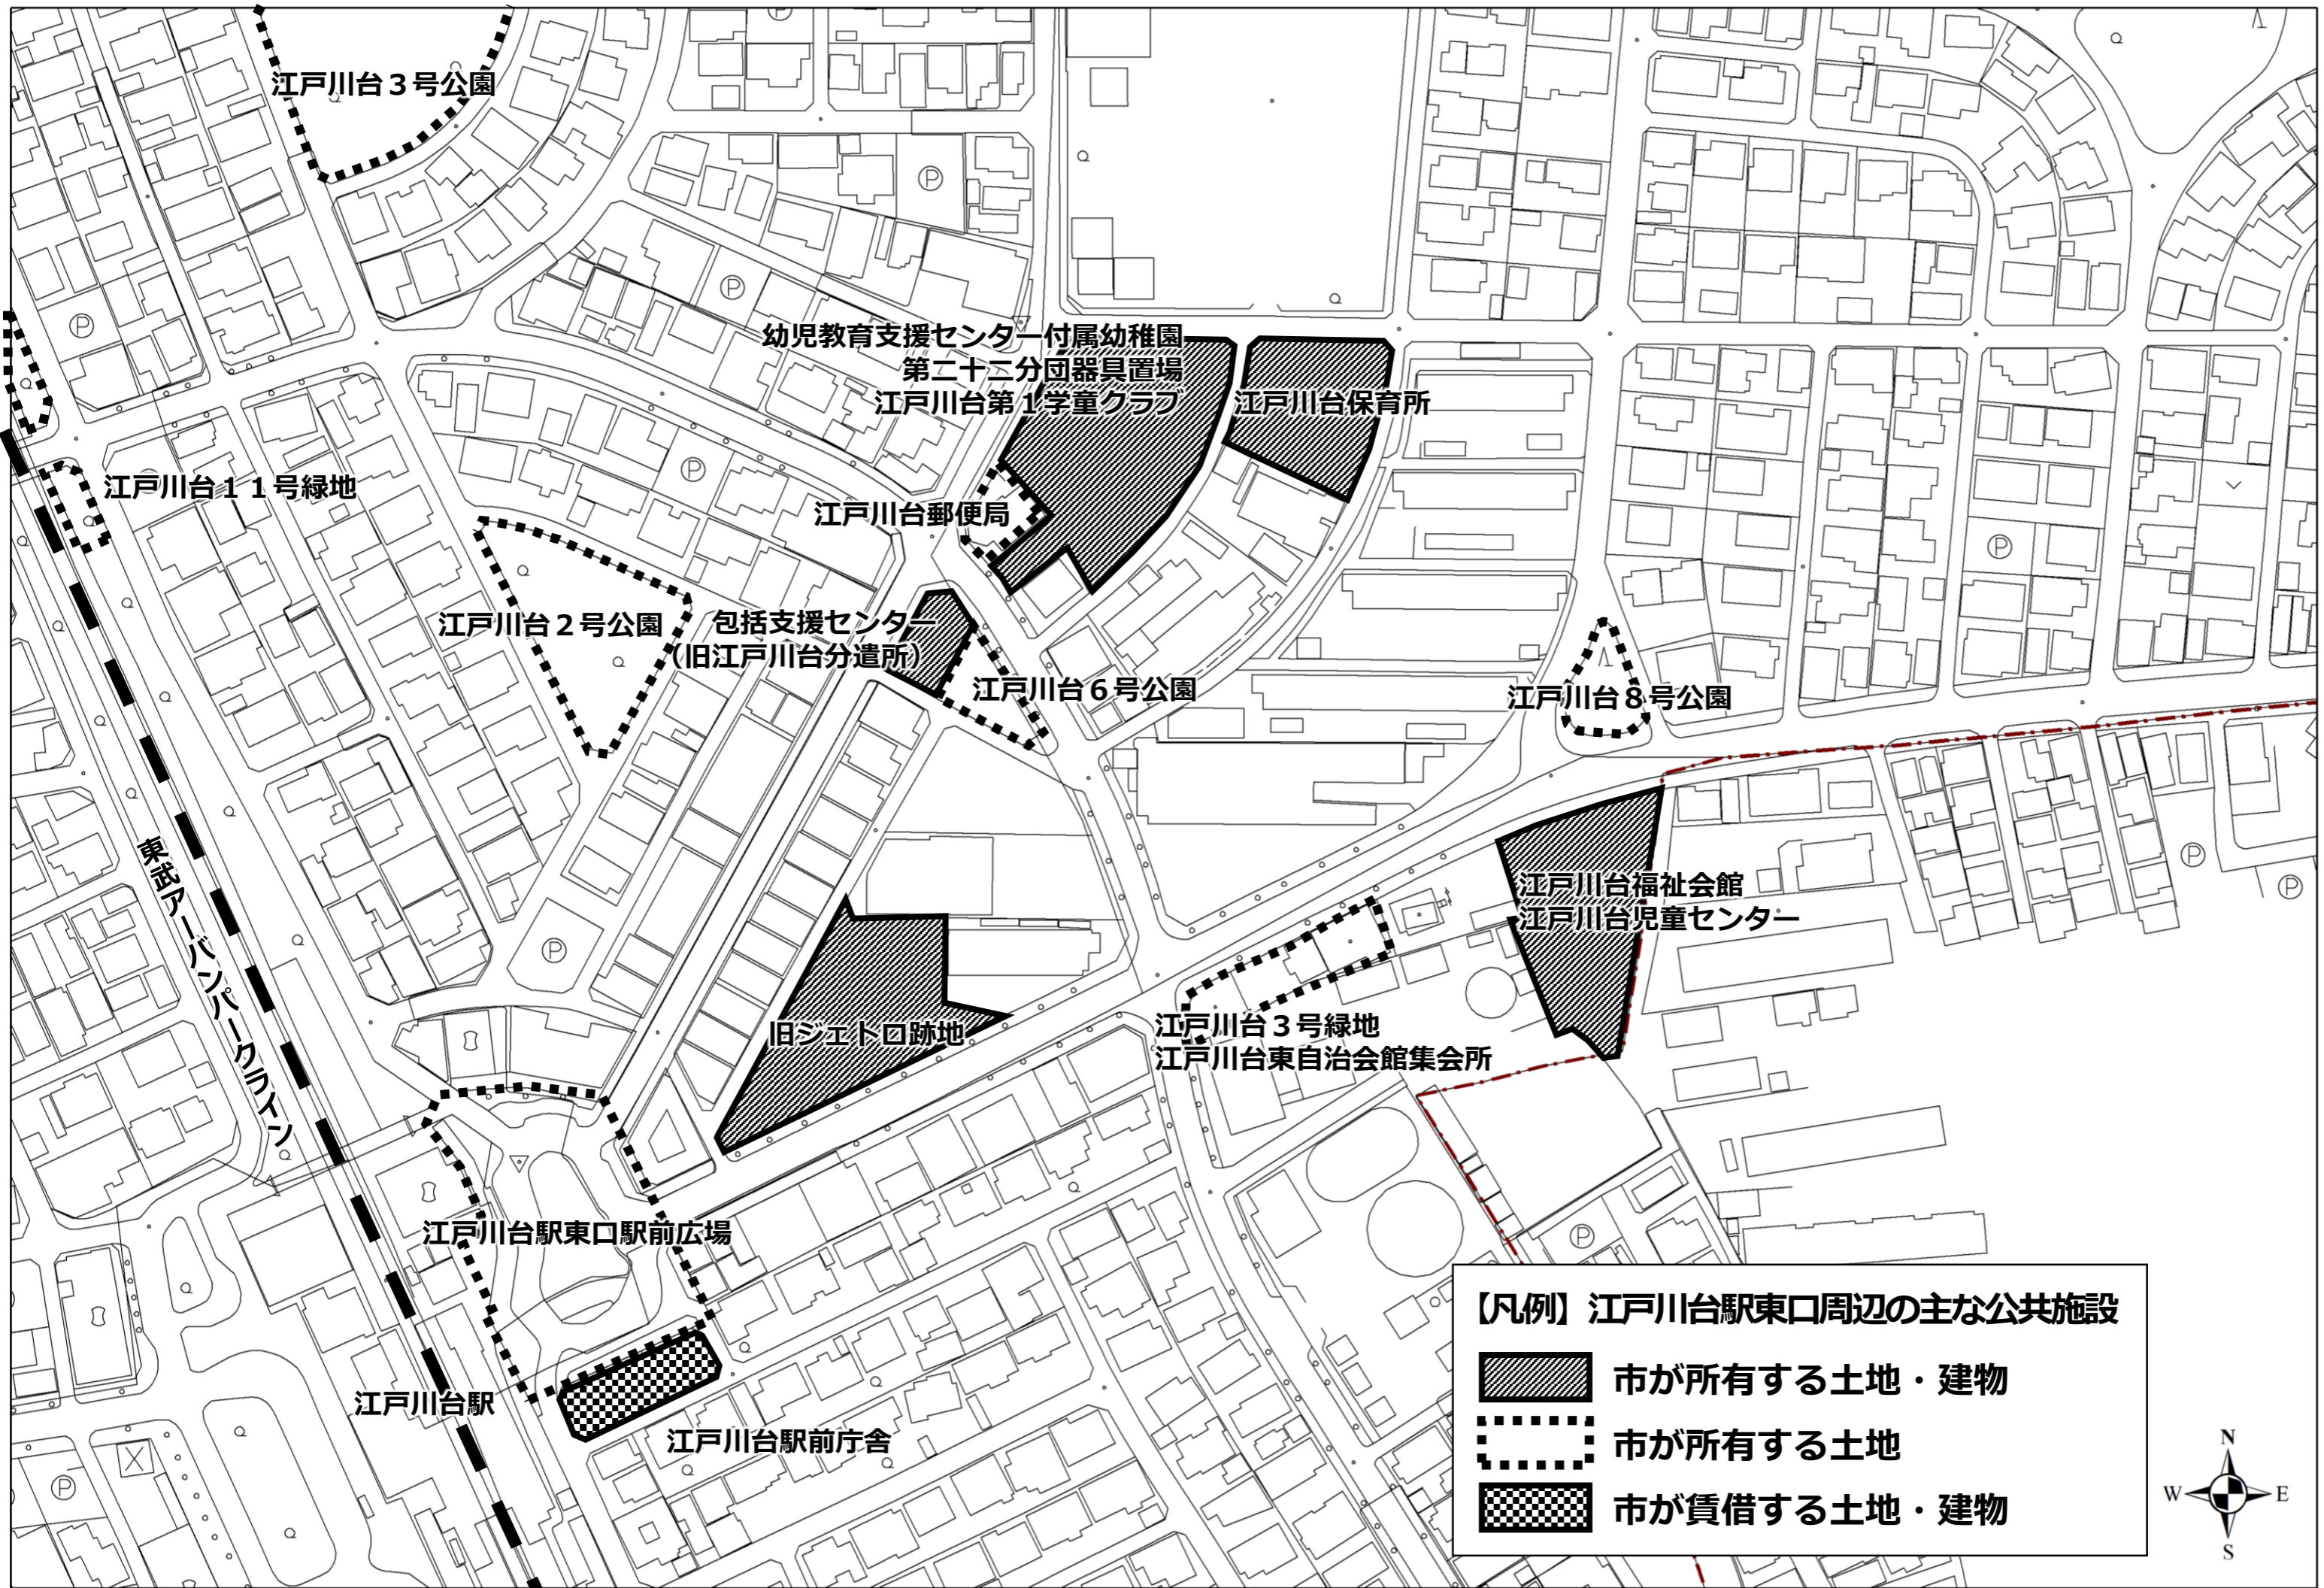 江戸川台３号公園
幼児教育支援センター付属幼稚園
第二十二分団器具置場
江戸川台第１学童クラブ
江戸川台保育所
江戸川台１１号緑地
江戸川台郵便局
江戸川台２号公園
包括支援センター
（旧江戸川台分遣所）
江戸川台６号公園
江戸川台８号公園
東武アーバンパークライン
江戸川台福祉会館
江戸川台児童センター
旧ジェトロ跡地
江戸川台３号緑地
江戸川台東自治会館集会所
江戸川台駅東口駅前広場
江戸川台駅
江戸川台駅前庁舎
【凡例】江戸川台駅東口周辺の主な公共施設
市が所有する土地・建物
市が所有する土地
市が賃借する土地・建物
N
W E
S
P
P
P
P
P
P
P
P
P
P
P